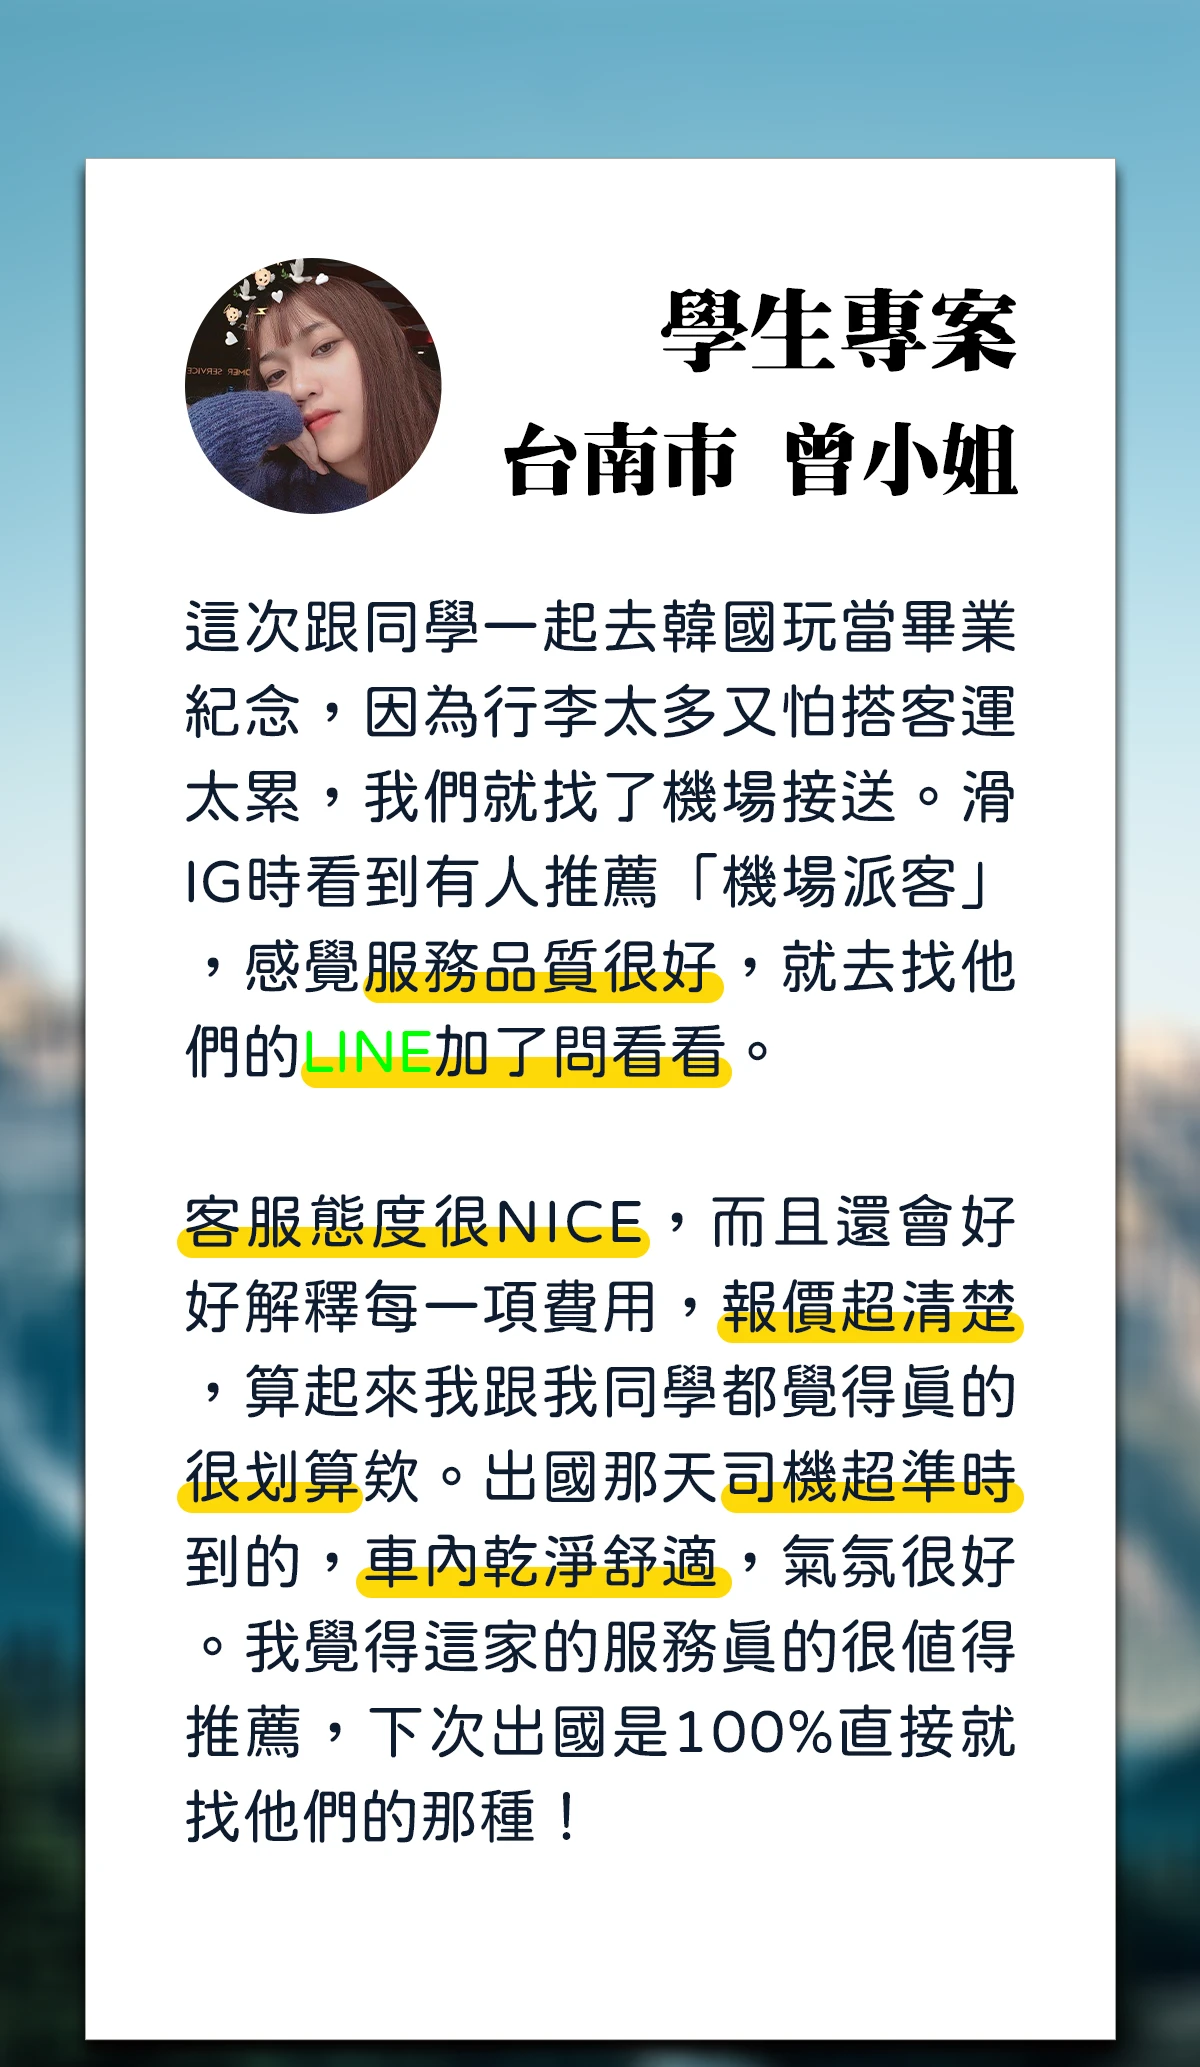 學生專案
台南市 曾小姐
這次跟同學一起去韓國玩當畢業
紀念，因為行李太多又怕搭客運
太累，我們就找了機場接送。滑
IG時看到有人推薦「機場派客」
，感覺服務品質很好，就去找他
們的LINE加了問看看。
客服態度很NICE，而且還會好
好解釋每一項費用，報價超清楚
，算起來我跟我同學都覺得真的
很划算欸。出國那天司機超準時
到的，車內乾淨舒適，氣氛很好
。我覺得這家的服務真的很值得
推薦，下次出國是100%直接就
找他們的那種！